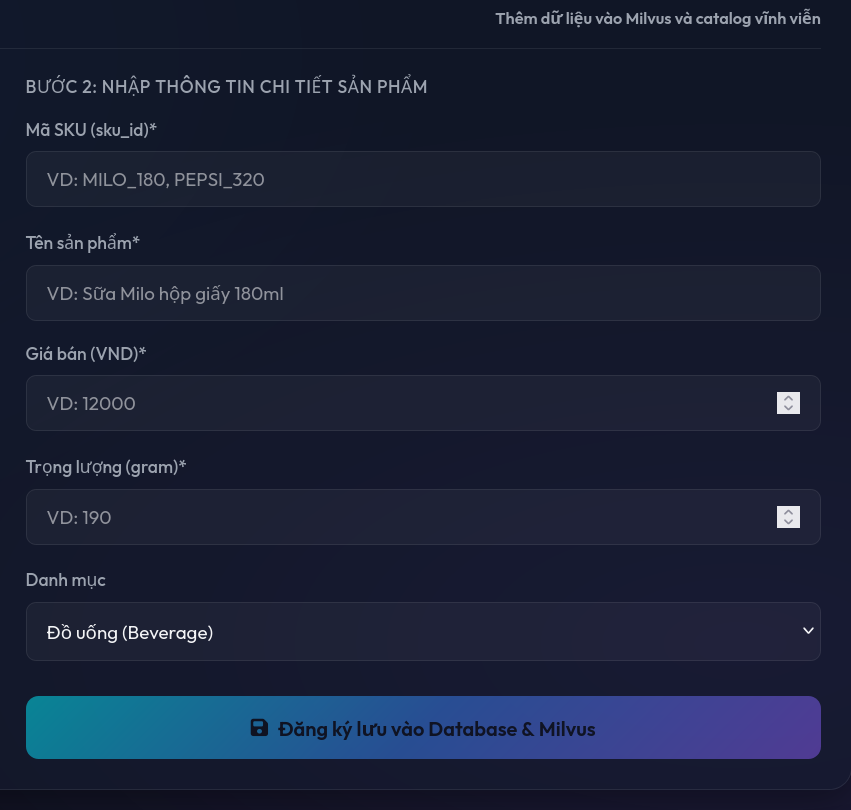 Thêm dữ liệu vào Milvus và catalog vĩnh viễn
BƯỚC 2: NHẬP THÔNG TIN CHI TIẾT SẢN PHẨM
Mã SKU (sku_id)*
VD: MILO_180, PEPSI_320
Tên sản phẩm*
VD: Sữa Milo hộp giấy 180ml
Giá bán (VND)*
VD: 12000
Trọng lượng (gram)*
VD: 190
Danh mục
Đồ uống (Beverage)
Đăng ký lưu vào Database & Milvus